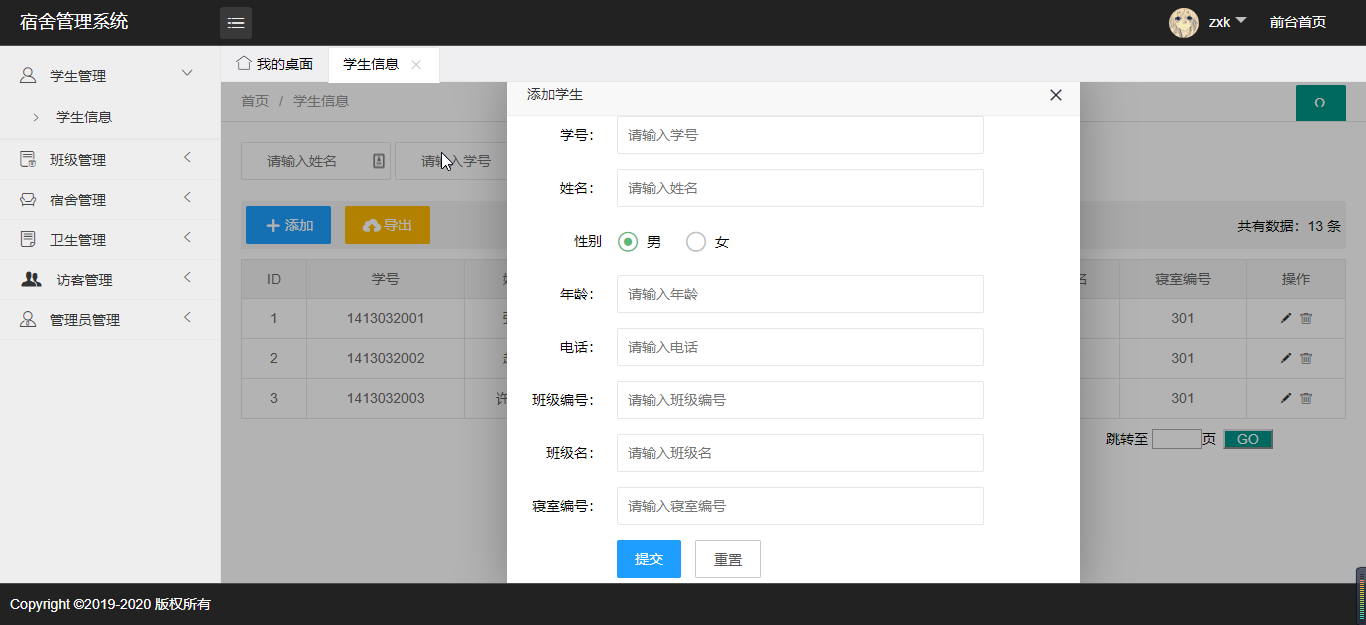 宿舍管理系统
zxk
前台首页
学生管理
学生信息
班级管理
宿舍管理
卫生管理
访客管理
管理员管理
我的桌面
学生信息
首页 / 学生信息
请输入姓名
请输入学号
添加
导出
共有数据：13 条
ID 学号 名 寝室编号 操作
1 1413032001 301
2 1413032002 301
3 1413032003 许 301
跳转至 页 GO
添加学生
学号： 请输入学号
姓名： 请输入姓名
性别 男 女
年龄： 请输入年龄
电话： 请输入电话
班级编号： 请输入班级编号
班级名： 请输入班级名
寝室编号： 请输入寝室编号
提交 重置
Copyright ©2019-2020 版权所有